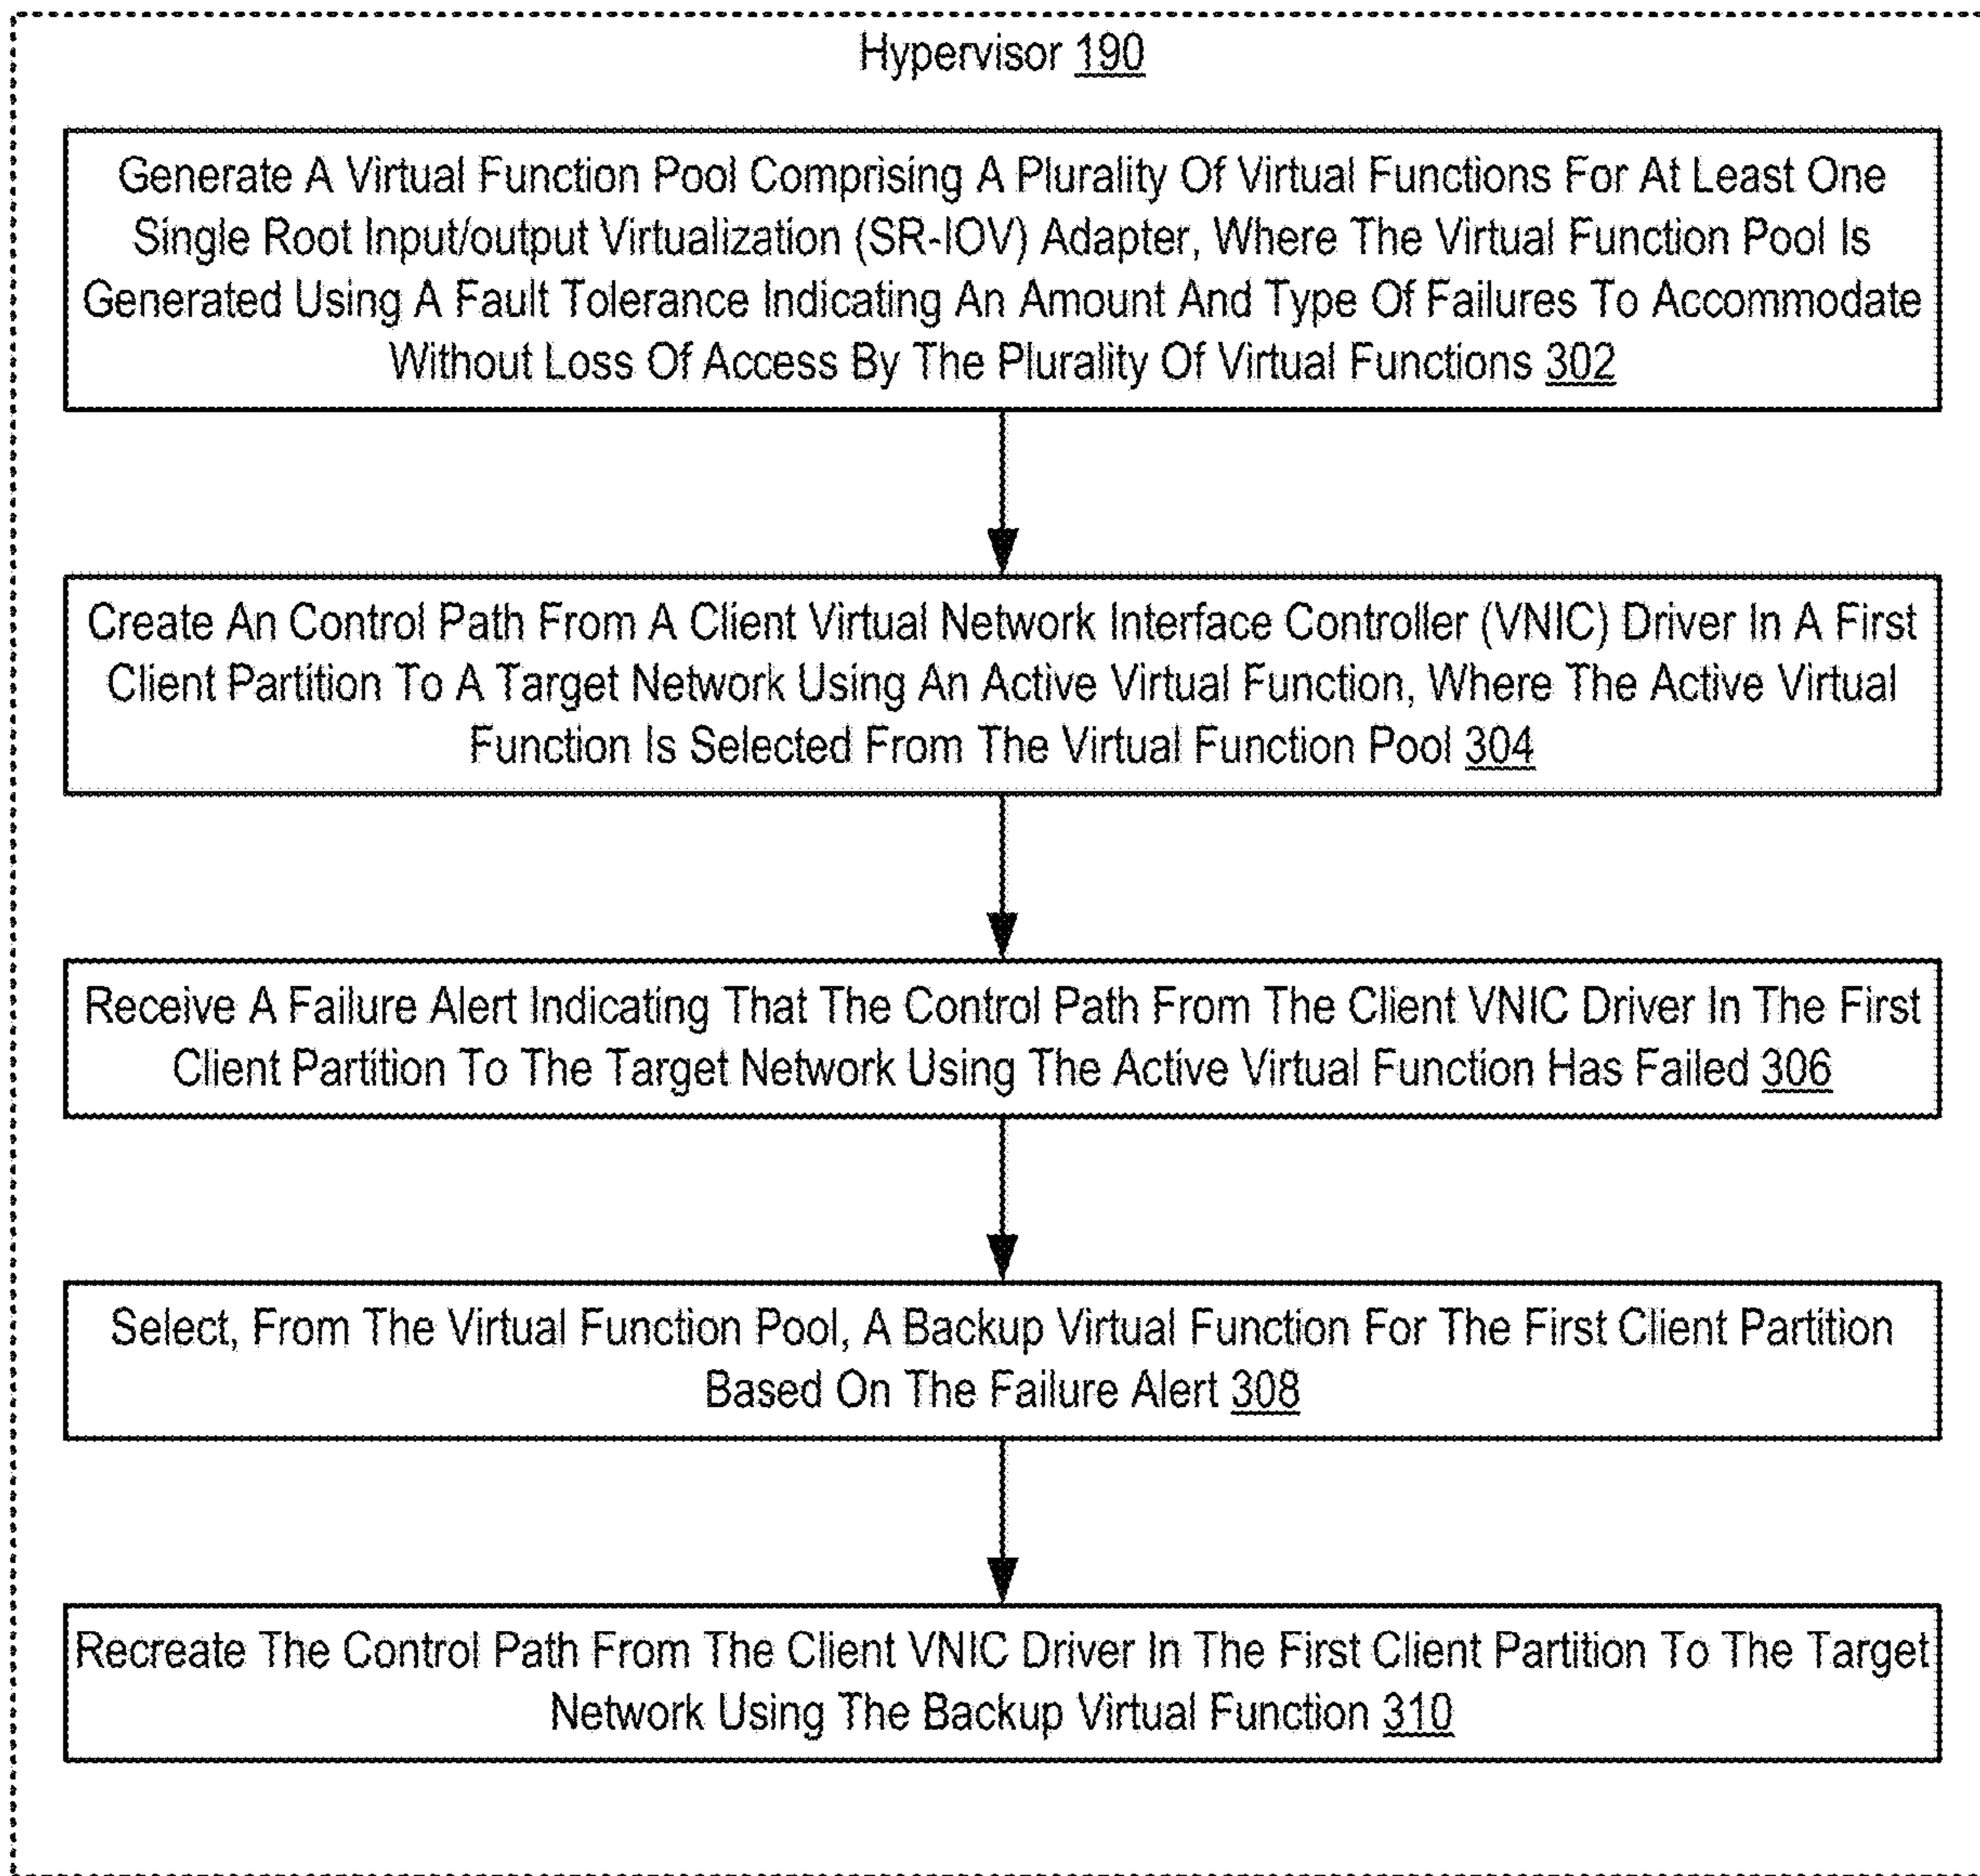 Hypervisor 190
Generate A Virtual Function Pool Comprising A Plurality Of Virtual Functions For At Least One
Single Root Input/output Virtualization (SR-IOV) Adapter, Where The Virtual Function Pool Is
Generated Using A Fault Tolerance Indicating An Amount And Type Of Failures To Accommodate
Without Loss Of Access By The Plurality Of Virtual Functions 302
Create An Control Path From A Client Virtual Network Interface Controller (VNIC) Driver In A First
Client Partition To A Target Network Using An Active Virtual Function, Where The Active Virtual
Function Is Selected From The Virtual Function Pool 304
Receive A Failure Alert Indicating That The Control Path From The Client VNIC Driver In The First
Client Partition To The Target Network Using The Active Virtual Function Has Failed 306
Select, From The Virtual Function Pool, A Backup Virtual Function For The First Client Partition
Based On The Failure Alert 308
Recreate The Control Path From The Client VNIC Driver In The First Client Partition To The Target
Network Using The Backup Virtual Function 310